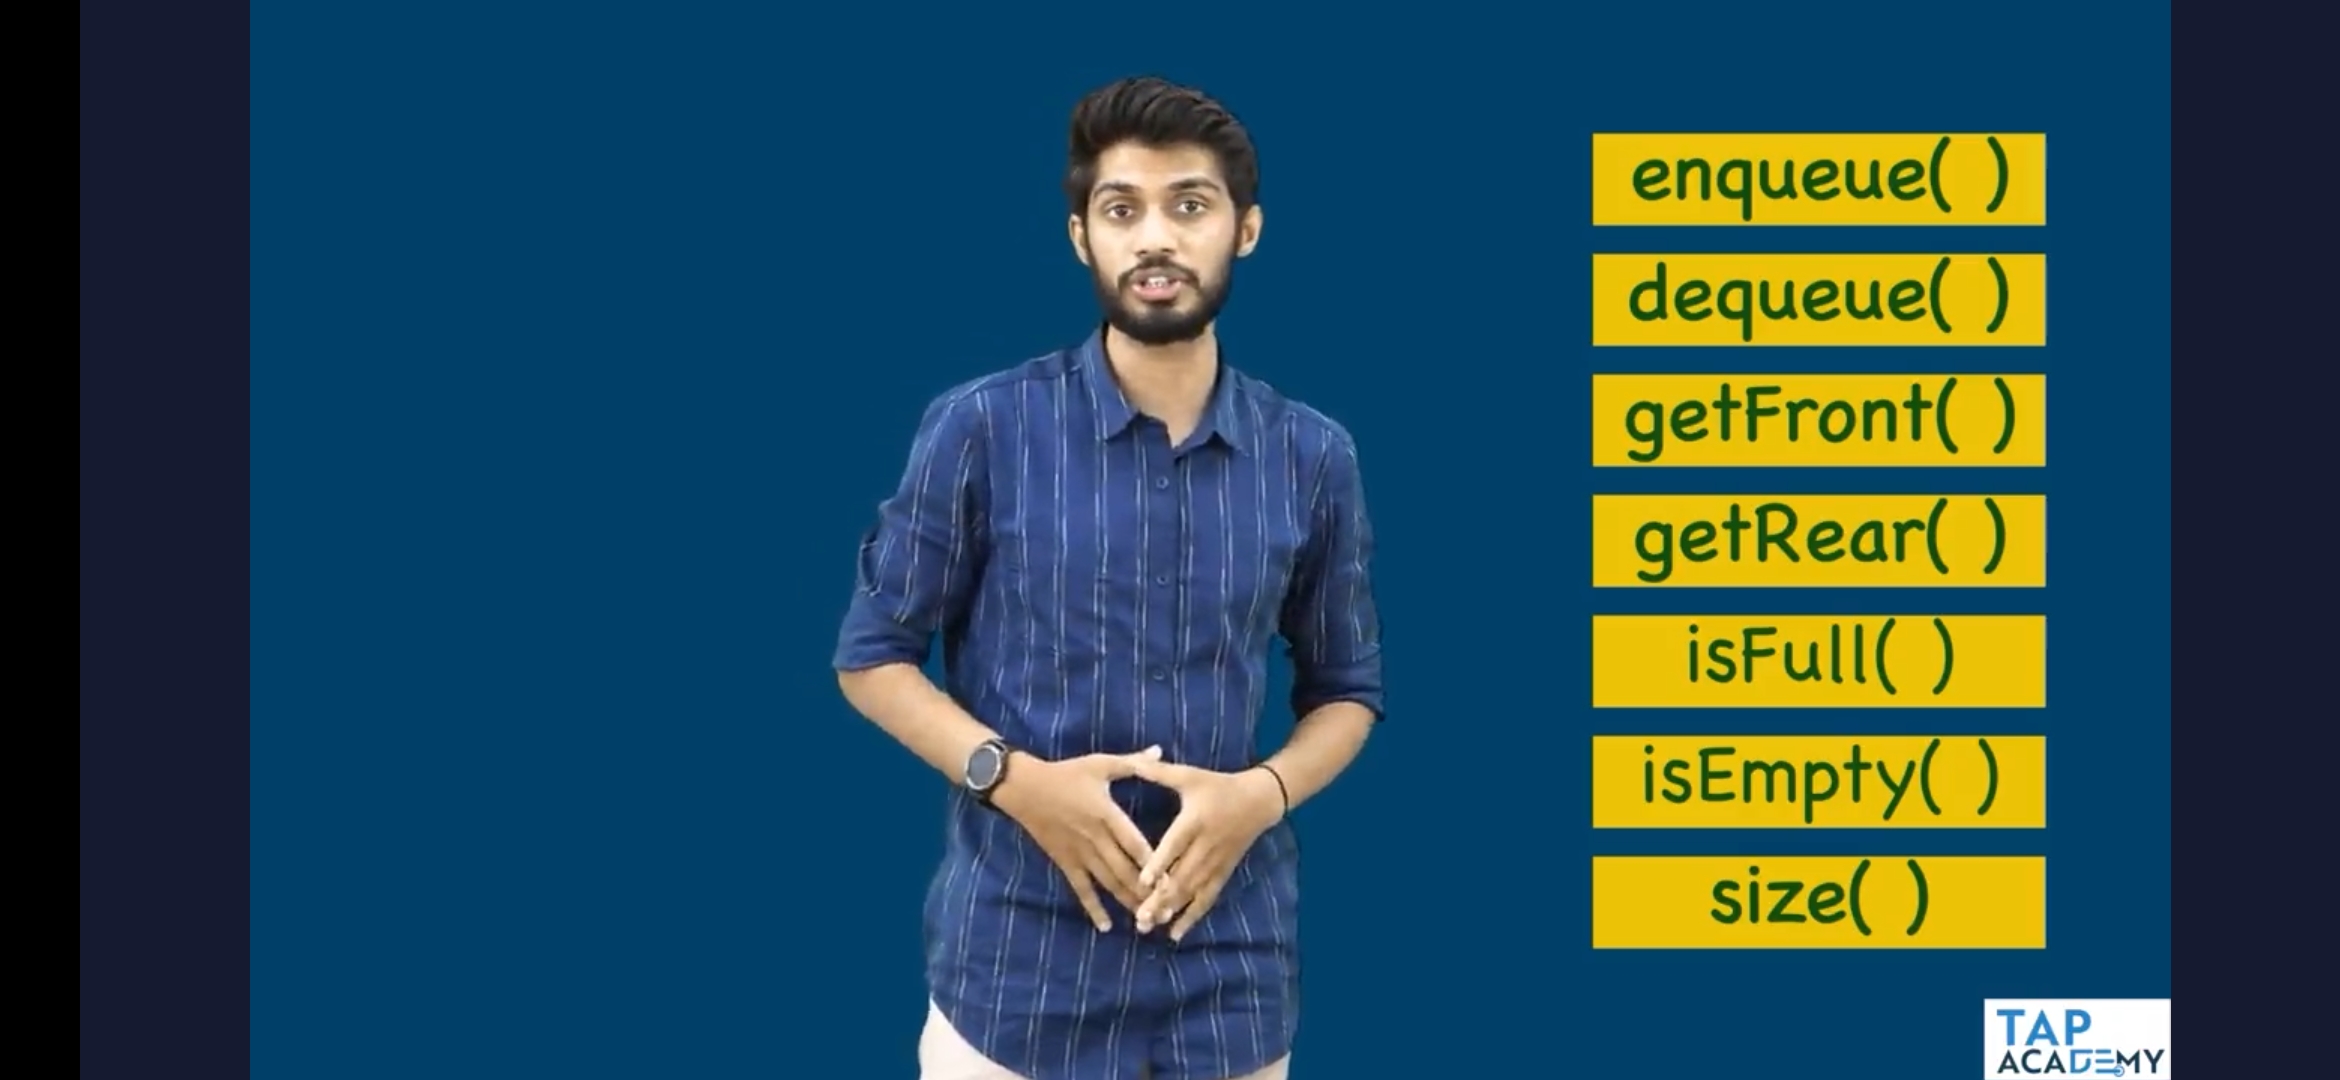 enqueue( )
dequeue( )
getFront( )
getRear( )
isFull( )
isEmpty( )
size( )
TAP
ACADEMY